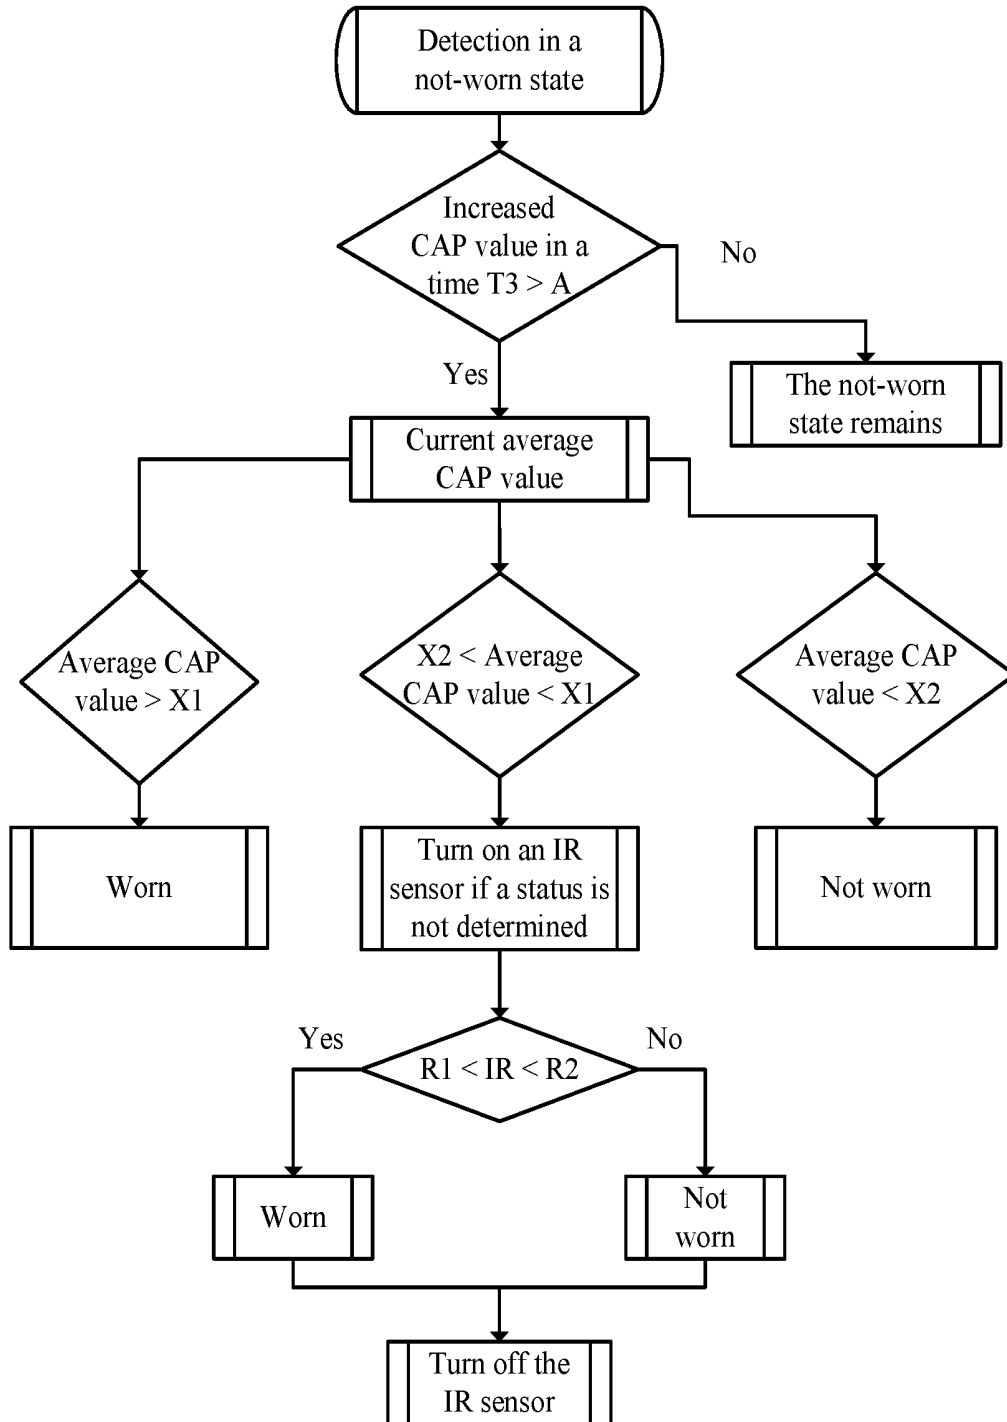 Detection in a
not-worn state
Increased
CAP value in a
time T3 > A
No
Yes
The not-worn
state remains
Current average
CAP value
Average CAP
value > X1
X2 < Average
CAP value < X1
Average CAP
value < X2
Worn
Turn on an IR
sensor if a status is
not determined
Not worn
Yes
No
R1 < IR < R2
Worn
Not
worn
Turn off the
IR sensor